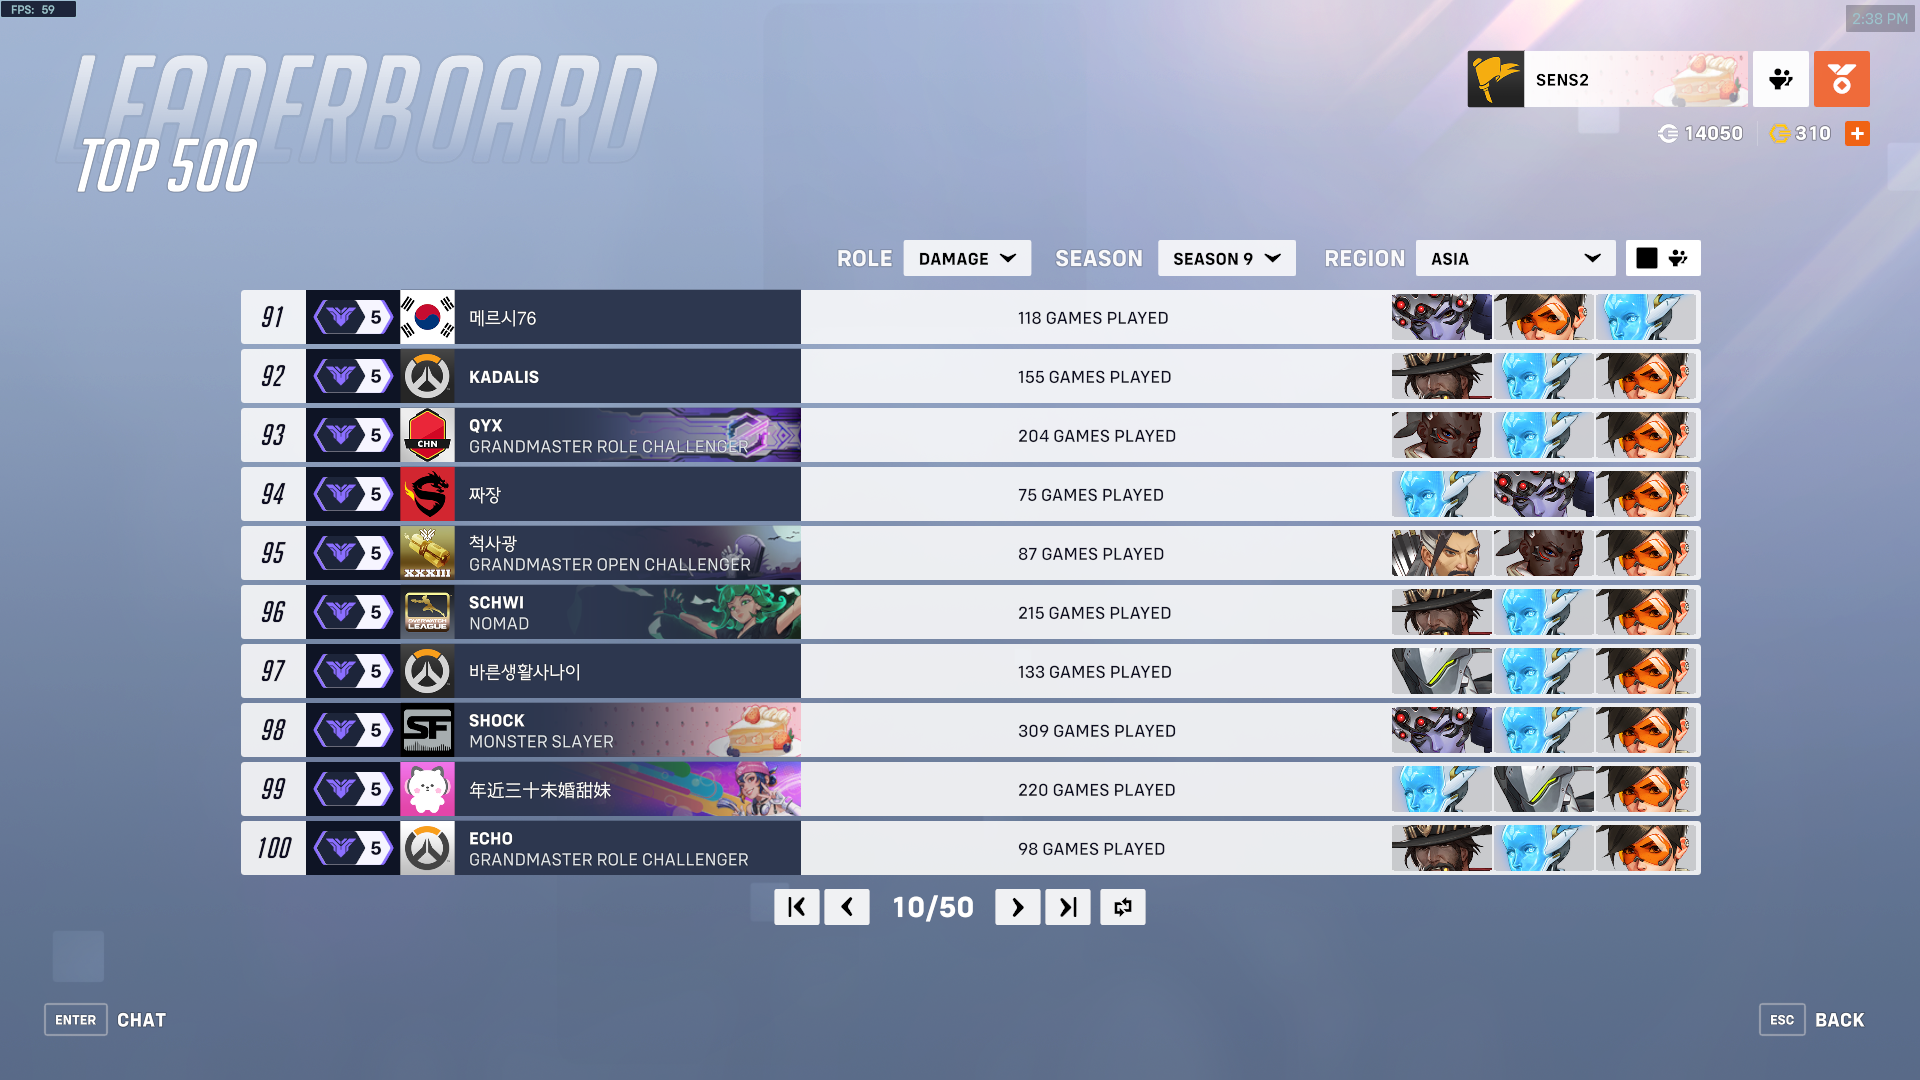 FPS: 59
2:38 PM
LEADERBOARD
TOP 500
SENS2
14050
310
ROLE DAMAGE SEASON SEASON 9 REGION ASIA
91 5 메르시76 118 GAMES PLAYED
92 5 KADALIS 155 GAMES PLAYED
93 5 CHN QYX 204 GAMES PLAYED
GRANDMASTER ROLE CHALLENGER
94 5 짜장 75 GAMES PLAYED
95 5 XXXIII 척사광 87 GAMES PLAYED
GRANDMASTER OPEN CHALLENGER
96 5 OVERWATCH LEAGUE SCHWI 215 GAMES PLAYED
NOMAD
97 5 바른생활사나이 133 GAMES PLAYED
98 5 SF SHOCK 309 GAMES PLAYED
MONSTER SLAYER
99 5 年近三十未婚甜妹 220 GAMES PLAYED
100 5 ECHO 98 GAMES PLAYED
GRANDMASTER ROLE CHALLENGER
10/50
ENTER CHAT
ESC BACK